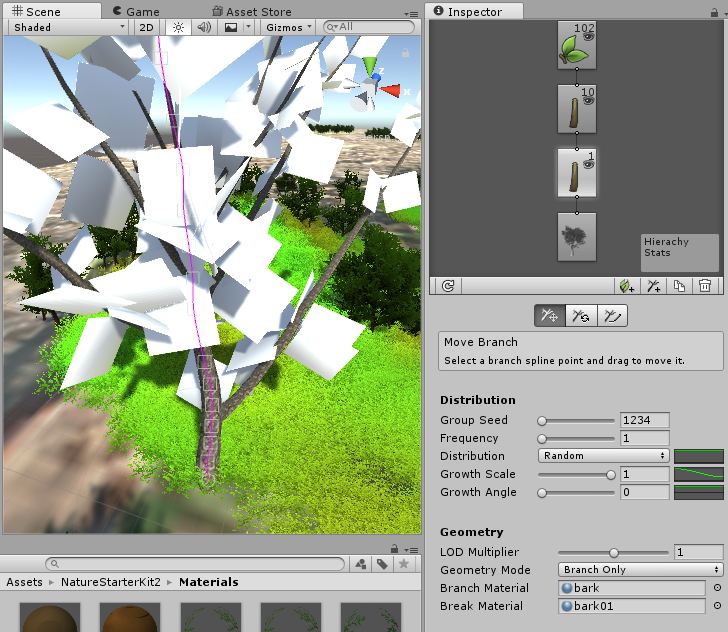 Scene
Game
Asset Store
Inspector
Shaded
2D
Gizmos
All
102
10
1
Hierachy
Stats
Move Branch
Select a branch spline point and drag to move it.
Distribution
Group Seed 1234
Frequency 1
Distribution Random
Growth Scale 1
Growth Angle 0
Geometry
LOD Multiplier 1
Geometry Mode Branch Only
Branch Material bark
Break Material bark01
Assets NatureStarterKit2 Materials